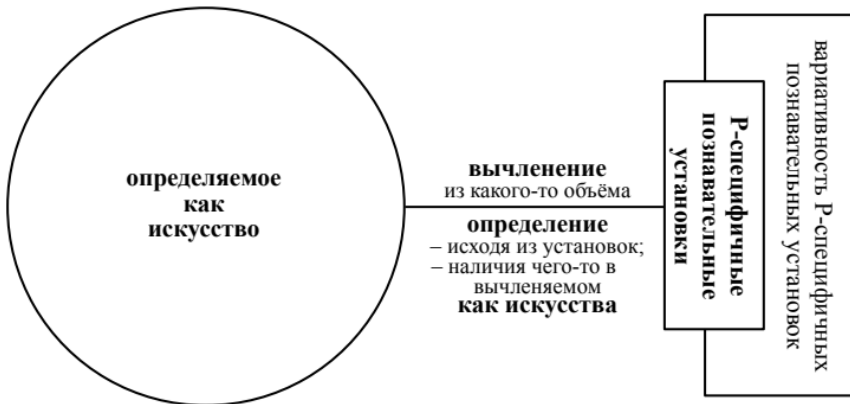 определяемое
как
искусство
вычленение
из какого-то объёма
определение
– исходя из установок;
– наличия чего-то в
вычленяемом
как искусства
Р-специфичные
познавательные
установки
вариативность Р-специфичных
познавательных установок